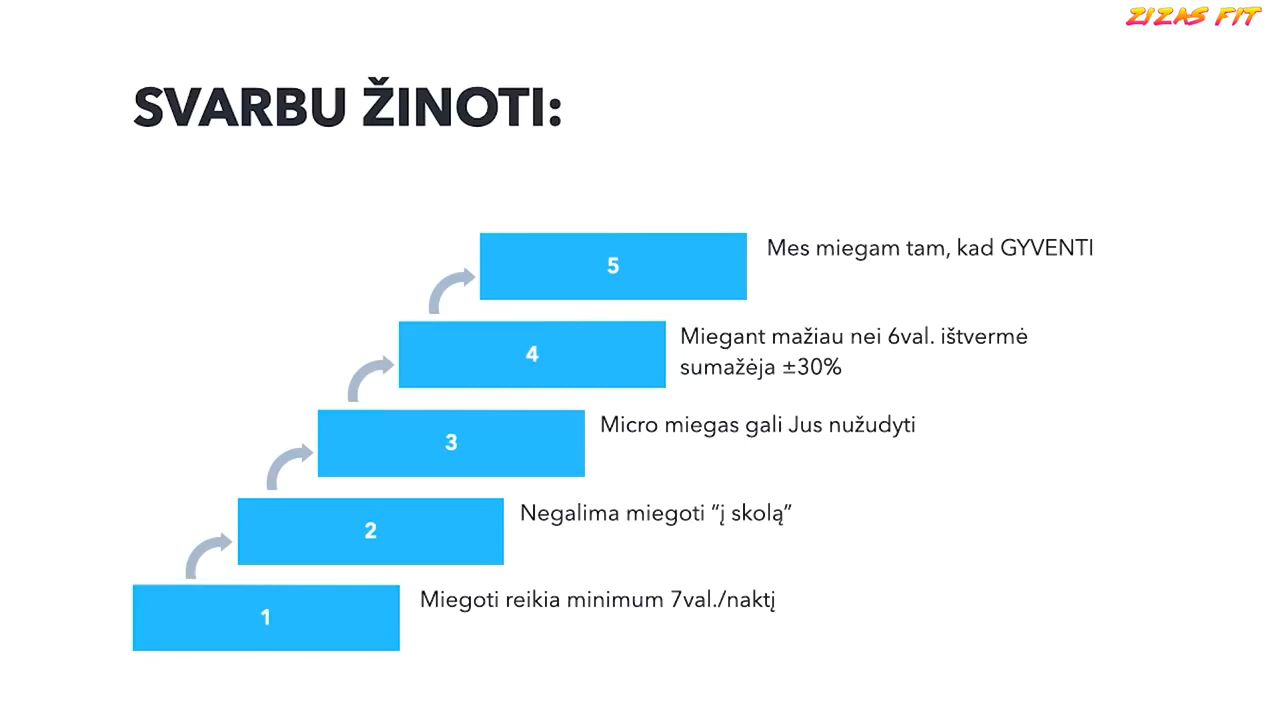 ZIZAS FIT
SVARBU ŽINOTI:
5
Mes miegam tam, kad GYVENTI
4
Miegant mažiau nei 6val. ištvermė
sumažėja ±30%
3
Micro miegas gali Jus nužudyti
2
Negalima miegoti ”į skolą”
1
Miegoti reikia minimum 7val./naktį